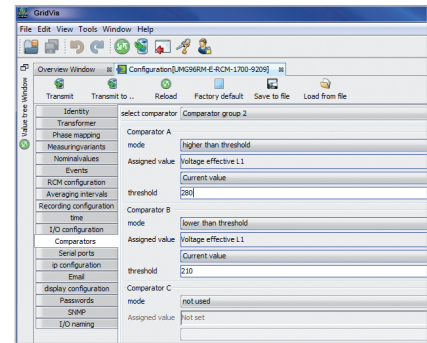 GridVis
File Edit View Tools Window Help
Overview Window Configuration[UMG96RM-E-RCM-1700-9209]
Transmit Transmit to .. Reload Factory default Save to file Load from file
Value tree Window
Identity
Transformer
Phase mapping
Measuringvariants
Nominalvalues
Events
RCM configuration
Averaging intervals
Recording configuration
time
I/O configuration
Comparators
Serial ports
ip configuration
Email
display configuration
Passwords
SNMP
I/O naming
select comparator Comparator group 2
Comparator A
mode higher than threshold
Assigned value Voltage effective L1
Current value
threshold 280
Comparator B
mode lower than threshold
Assigned value Voltage effective L1
Current value
threshold 210
Comparator C
mode not used
Assigned value Not set